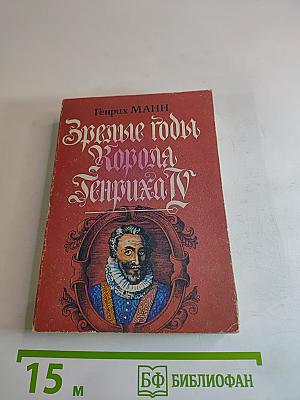 Генрих МАНН
Зрелые годы
Короля
Генриха IV
15 м
БФ БИБЛИОФАН